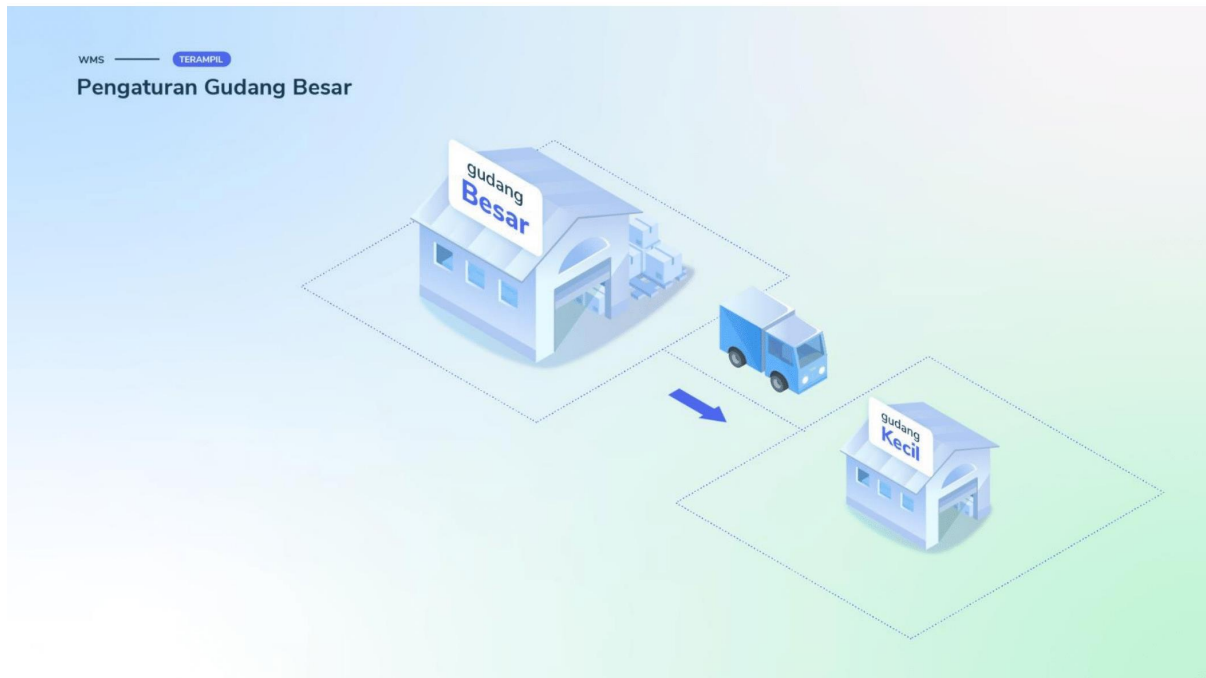 WMS
TERAMPIL
Pengaturan Gudang Besar
gudang
Besar
gudang
Kecil